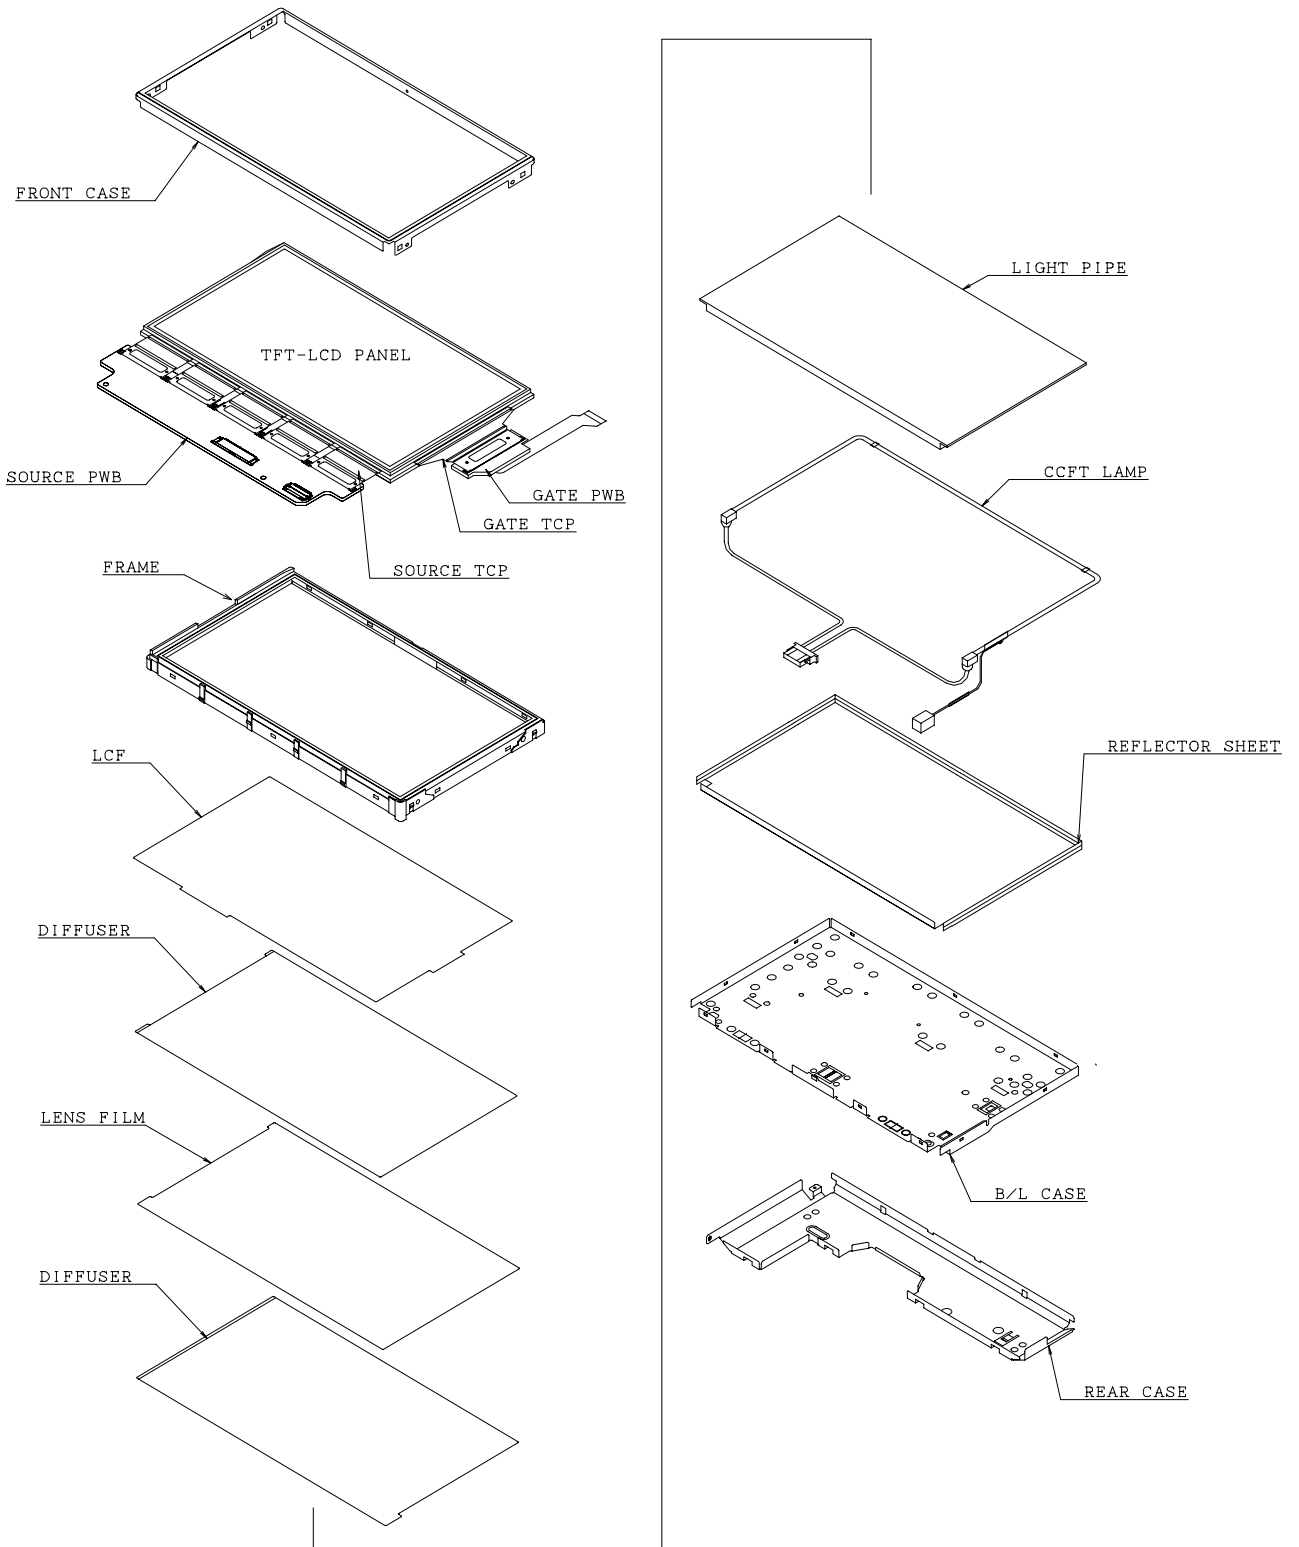 FRONT CASE
TFT-LCD PANEL
SOURCE PWB
GATE PWB
GATE TCP
SOURCE TCP
FRAME
LCF
DIFFUSER
LENS FILM
DIFFUSER
LIGHT PIPE
CCFT LAMP
REFLECTOR SHEET
B/L CASE
REAR CASE